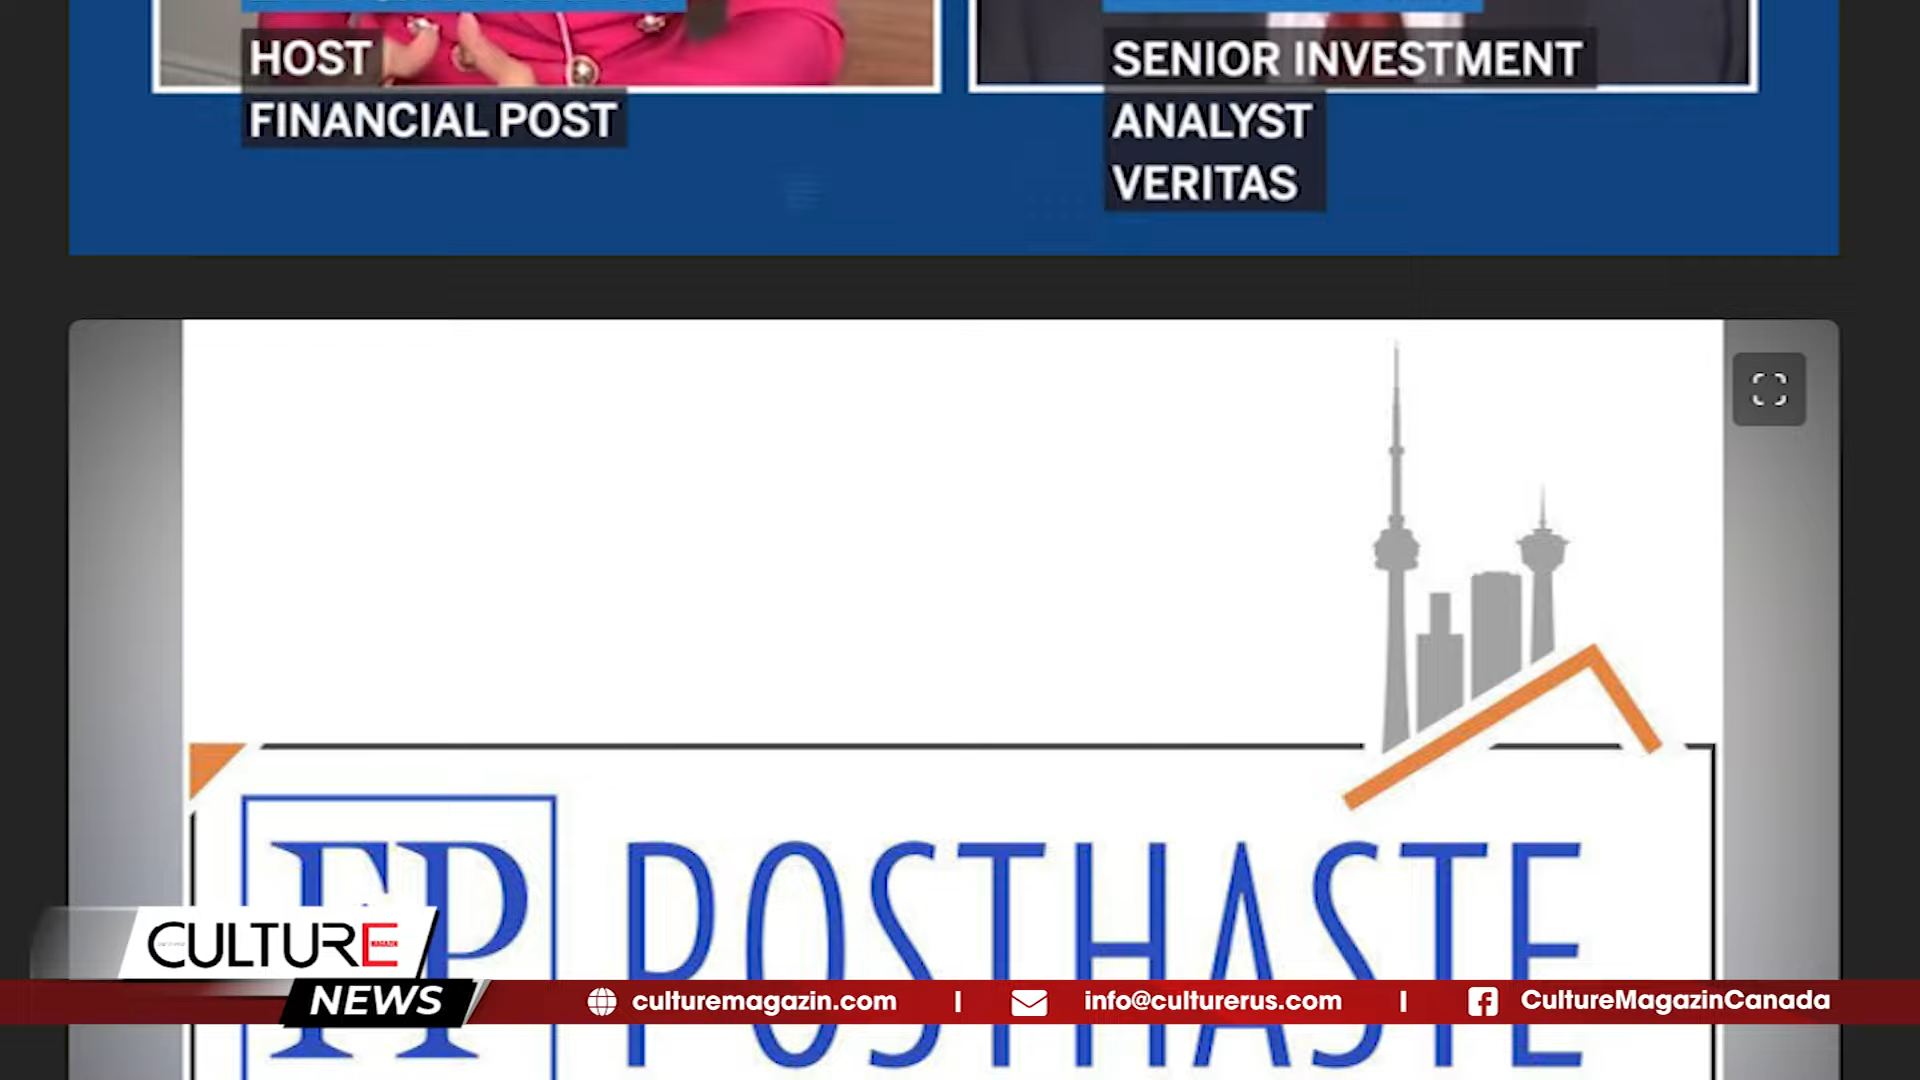 HOST
FINANCIAL POST
SENIOR INVESTMENT
ANALYST
VERITAS
FP
POSTHASTE
CULTURE
MAGAZIN
NEWS
culturemagazin.com
info@culturerus.com
CultureMagazinCanada